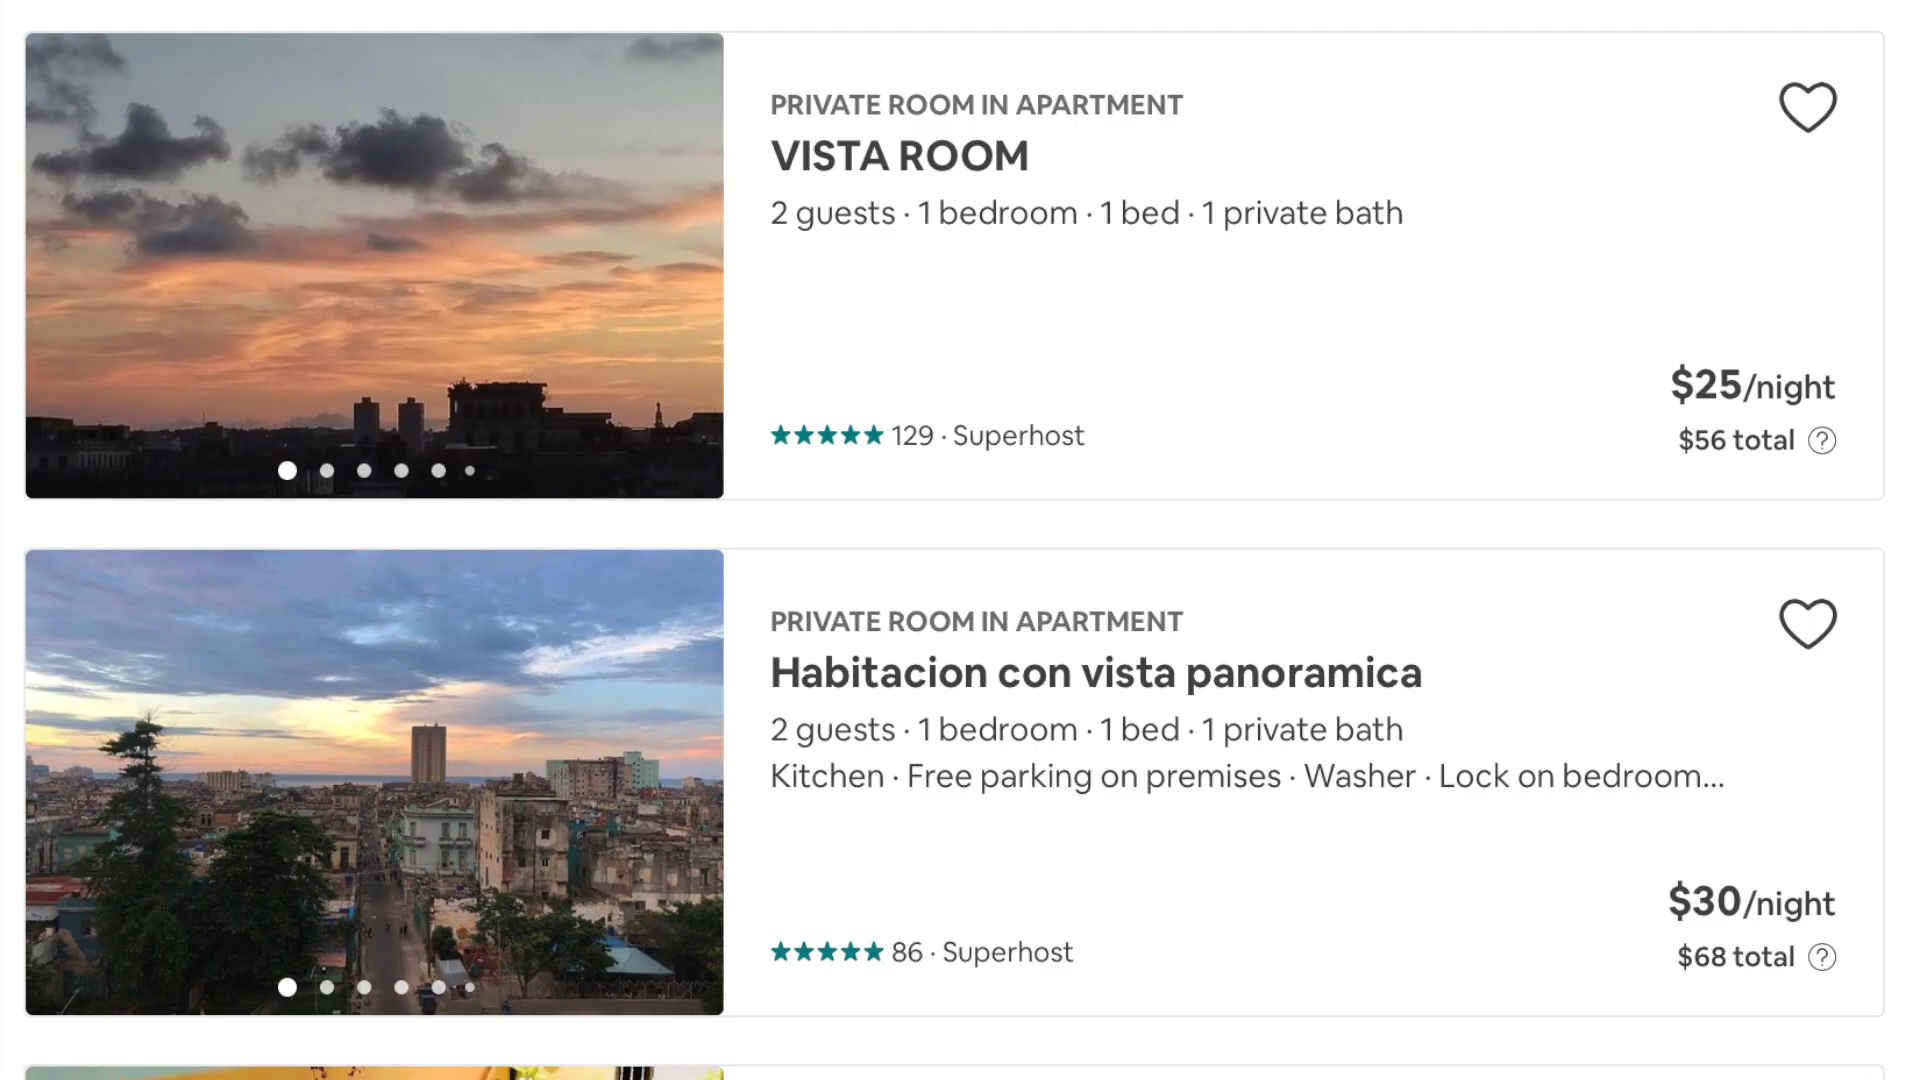 PRIVATE ROOM IN APARTMENT
VISTA ROOM
2 guests · 1 bedroom · 1 bed · 1 private bath
$25/night
129 · Superhost
$56 total ?
PRIVATE ROOM IN APARTMENT
Habitacion con vista panoramica
2 guests · 1 bedroom · 1 bed · 1 private bath
Kitchen · Free parking on premises · Washer · Lock on bedroom...
$30/night
86 · Superhost
$68 total ?